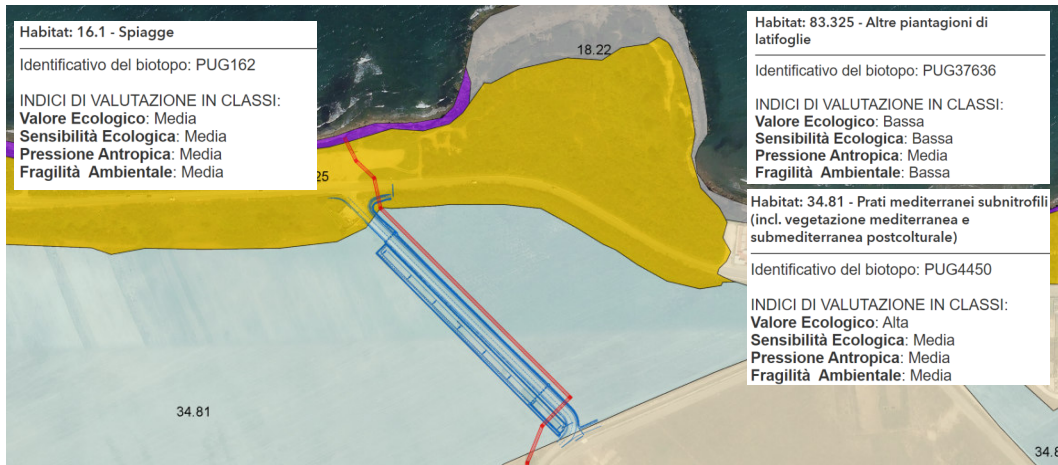 Habitat: 16.1 - Spiagge
Identificativo del biotopo: PUG162
INDICI DI VALUTAZIONE IN CLASSI:
Valore Ecologico: Media
Sensibilità Ecologica: Media
Pressione Antropica: Media
Fragilità Ambientale: Media
18.22
Habitat: 83.325 - Altre piantagioni di
latifoglie
Identificativo del biotopo: PUG37636
INDICI DI VALUTAZIONE IN CLASSI:
Valore Ecologico: Bassa
Sensibilità Ecologica: Bassa
Pressione Antropica: Media
Fragilità Ambientale: Bassa
25
Habitat: 34.81 - Prati mediterranei subnitrofili
(incl. vegetazione mediterranea e
submediterranea postcolturale)
Identificativo del biotopo: PUG4450
INDICI DI VALUTAZIONE IN CLASSI:
Valore Ecologico: Alta
Sensibilità Ecologica: Media
Pressione Antropica: Media
Fragilità Ambientale: Media
34.81